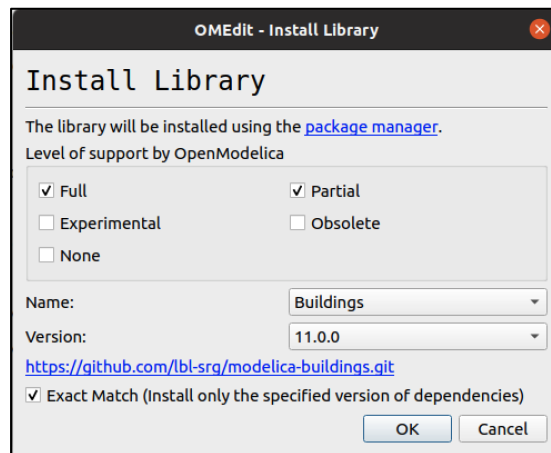 OMEdit - Install Library
Install Library
The library will be installed using the package manager.
Level of support by OpenModelica
Full
Partial
Experimental
Obsolete
None
Name:
Buildings
Version:
11.0.0
https://github.com/lbl-srg/modelica-buildings.git
Exact Match (Install only the specified version of dependencies)
OK
Cancel